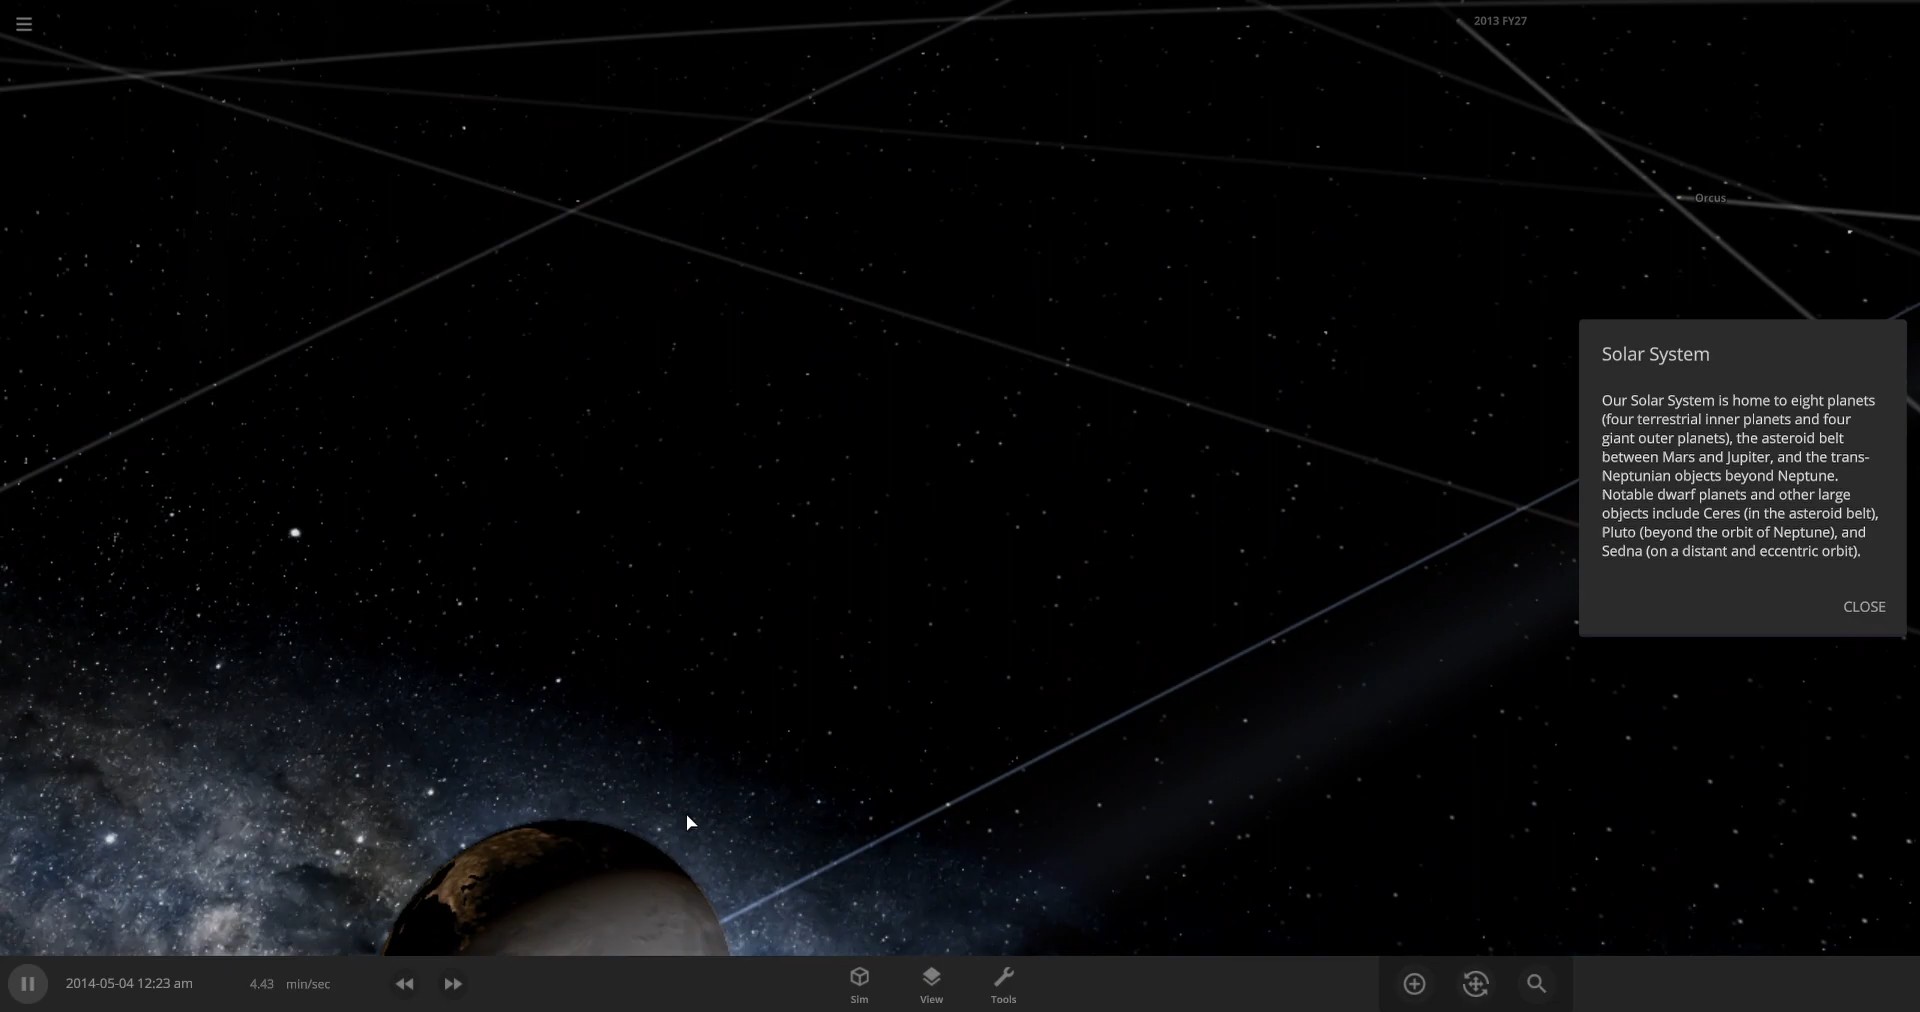 2013 FY27
Orcus
Solar System
Our Solar System is home to eight planets
(four terrestrial inner planets and four
giant outer planets), the asteroid belt
between Mars and Jupiter, and the trans-
Neptunian objects beyond Neptune.
Notable dwarf planets and other large
objects include Ceres (in the asteroid belt),
Pluto (beyond the orbit of Neptune), and
Sedna (on a distant and eccentric orbit).
CLOSE
2014-05-04 12:23 am 4.43 min/sec
Sim View Tools